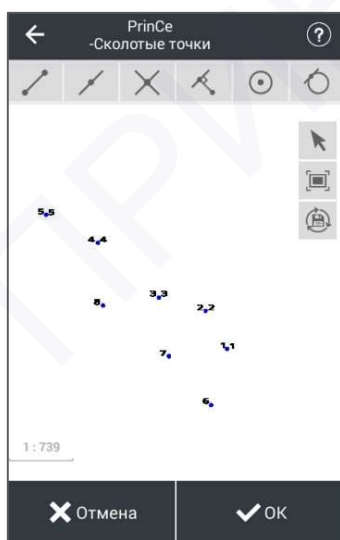 PrinCe
-Сколотые точки
?
5,5
4,4
3,3
8
2,2
1,1
7
6
1 : 739
Отмена
OK
ПРИН